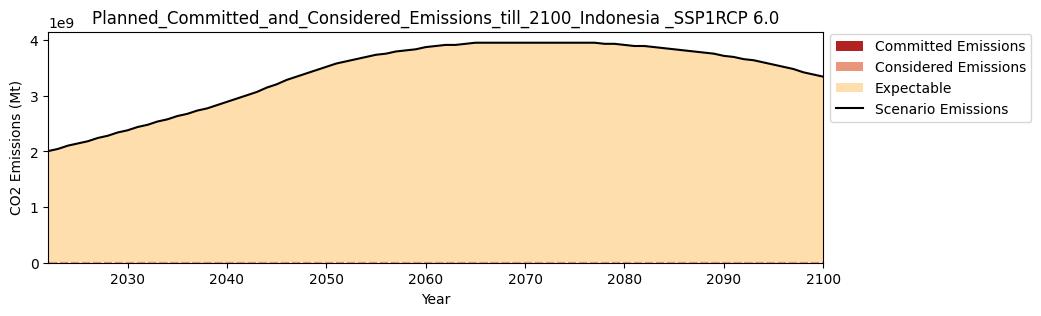 Planned_Committed_and_Considered_Emissions_till_2100_Indonesia _SSP1RCP 6.0
1e9
4
3
2
1
0
CO2 Emissions (Mt)
2030 2040 2050 2060 2070 2080 2090 2100
Year
Committed Emissions
Considered Emissions
Expectable
Scenario Emissions